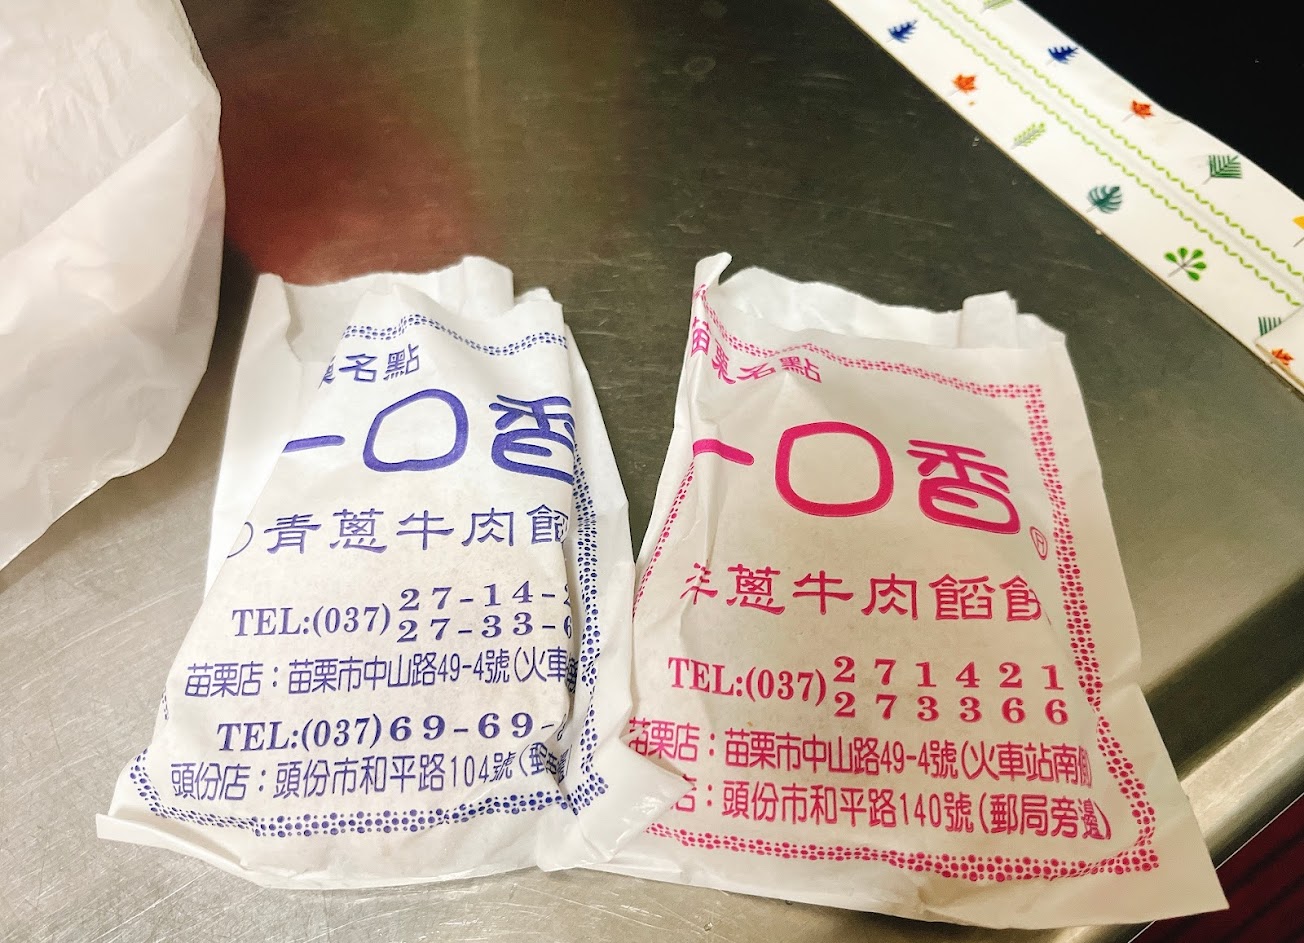 名點
一口香
青蔥牛肉餡
TEL:(037)27-14-
27-33-6
苗栗店：苗栗市中山路49-4號(火車
TEL:(037)69-69-
頭份店：頭份市和平路104號(郵
苗栗名點
一口香
R
洋蔥牛肉餡餅
TEL:(037)271421
273366
苗栗店：苗栗市中山路49-4號(火車站南側
店：頭份市和平路140號(郵局旁邊)